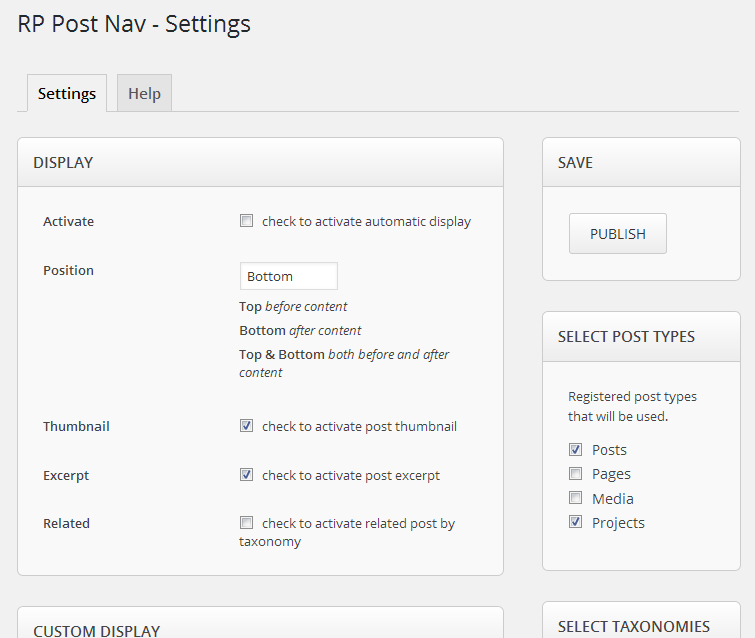 RP Post Nav - Settings
Settings
Help
DISPLAY
Activate
check to activate automatic display
Position
Bottom
Top before content
Bottom after content
Top & Bottom both before and after
content
Thumbnail
check to activate post thumbnail
Excerpt
check to activate post excerpt
Related
check to activate related post by
taxonomy
CUSTOM DISPLAY
SAVE
PUBLISH
SELECT POST TYPES
Registered post types
that will be used.
Posts
Pages
Media
Projects
SELECT TAXONOMIES